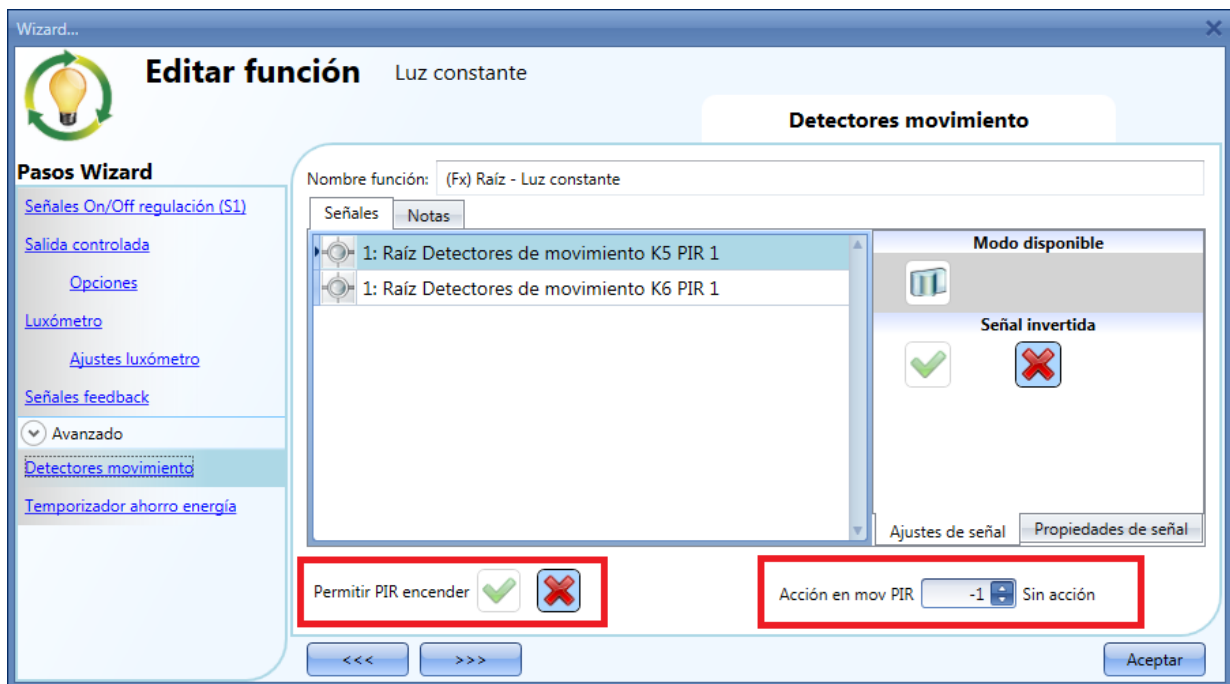 Wizard...
Editar función Luz constante
Detectores movimiento
Pasos Wizard
Señales On/Off regulación (S1)
Salida controlada
Opciones
Luxómetro
Ajustes luxómetro
Señales feedback
Avanzado
Detectores movimiento
Temporizador ahorro energía
Nombre función: (Fx) Raíz - Luz constante
Señales Notas
1: Raíz Detectores de movimiento K5 PIR 1
1: Raíz Detectores de movimiento K6 PIR 1
Modo disponible
Señal invertida
Ajustes de señal Propiedades de señal
Permitir PIR encender
Acción en mov PIR -1 Sin acción
<<< >>> Aceptar